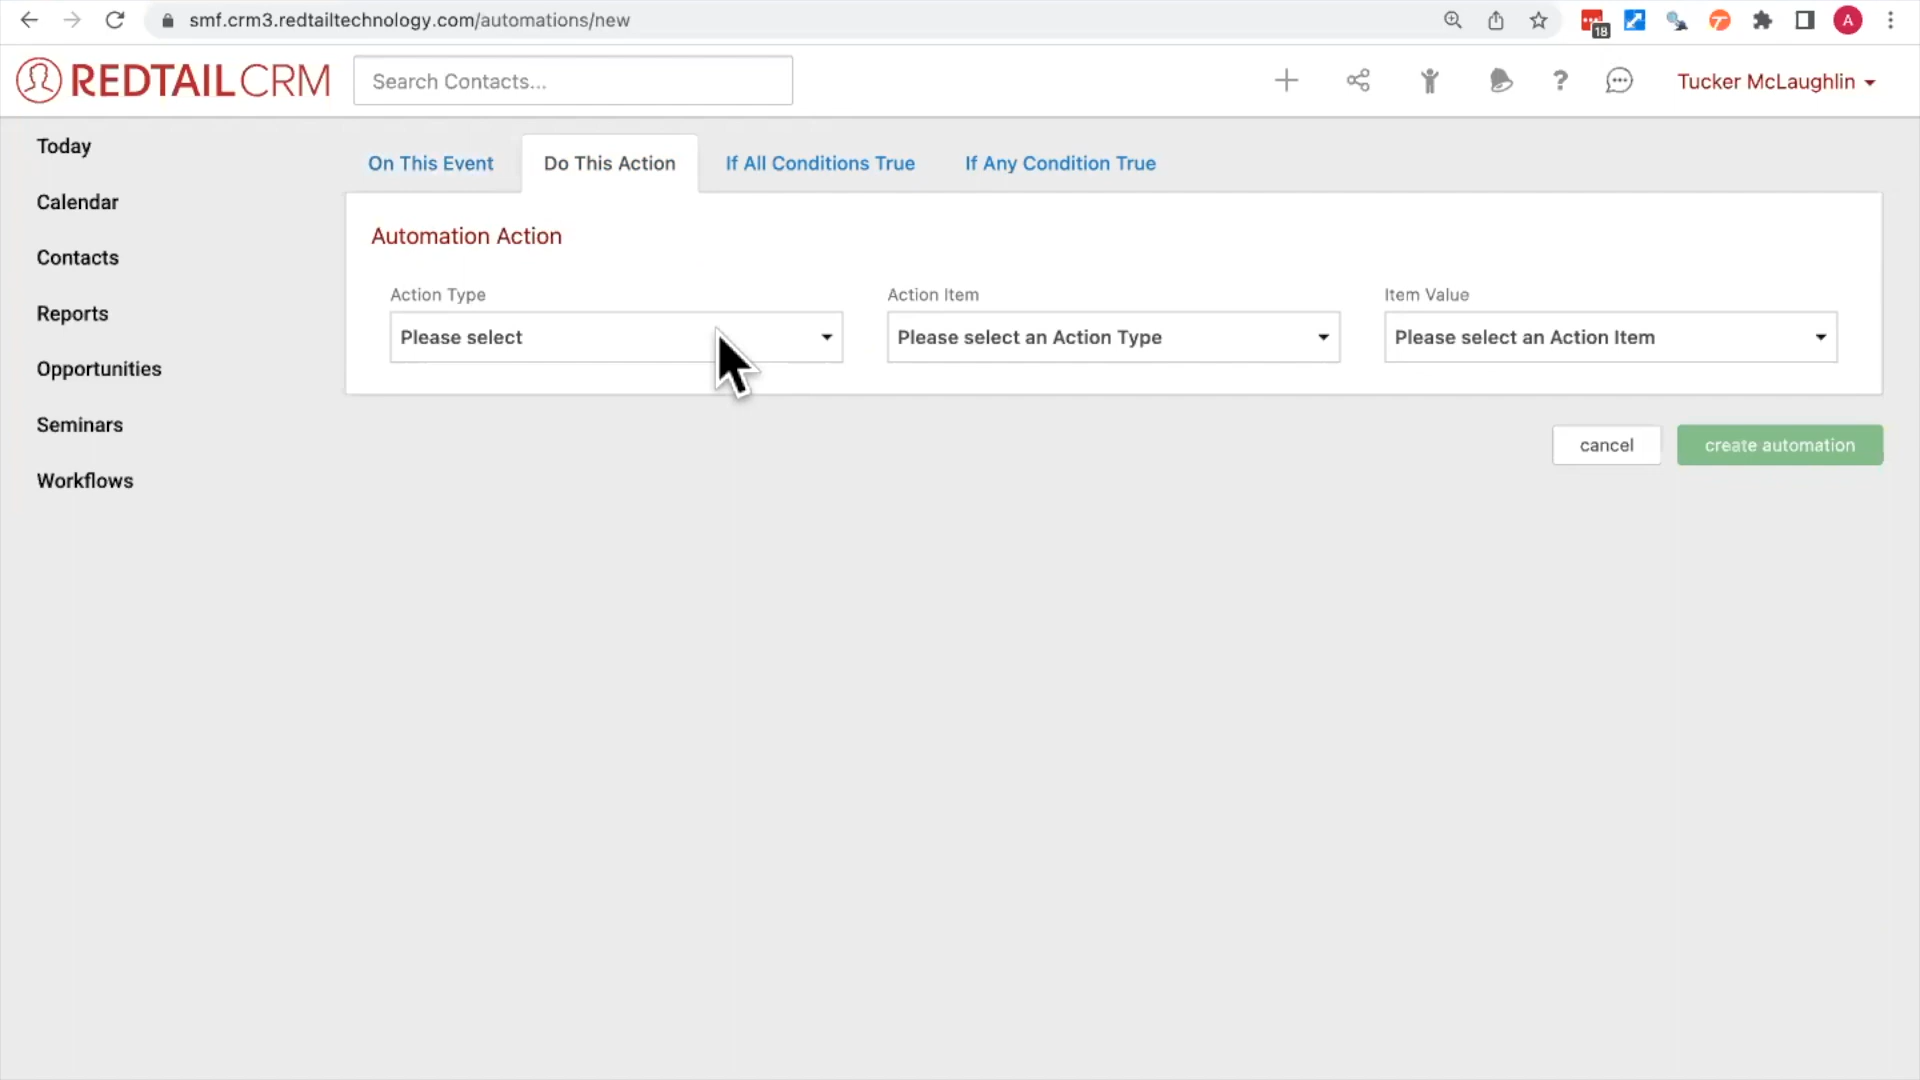 smf.crm3.redtailtechnology.com/automations/new
18
A
REDTAILCRM
Search Contacts...
?
Tucker McLaughlin
Today
Calendar
Contacts
Reports
Opportunities
Seminars
Workflows
On This Event
Do This Action
If All Conditions True
If Any Condition True
Automation Action
Action Type
Action Item
Item Value
Please select
Please select an Action Type
Please select an Action Item
cancel
create automation